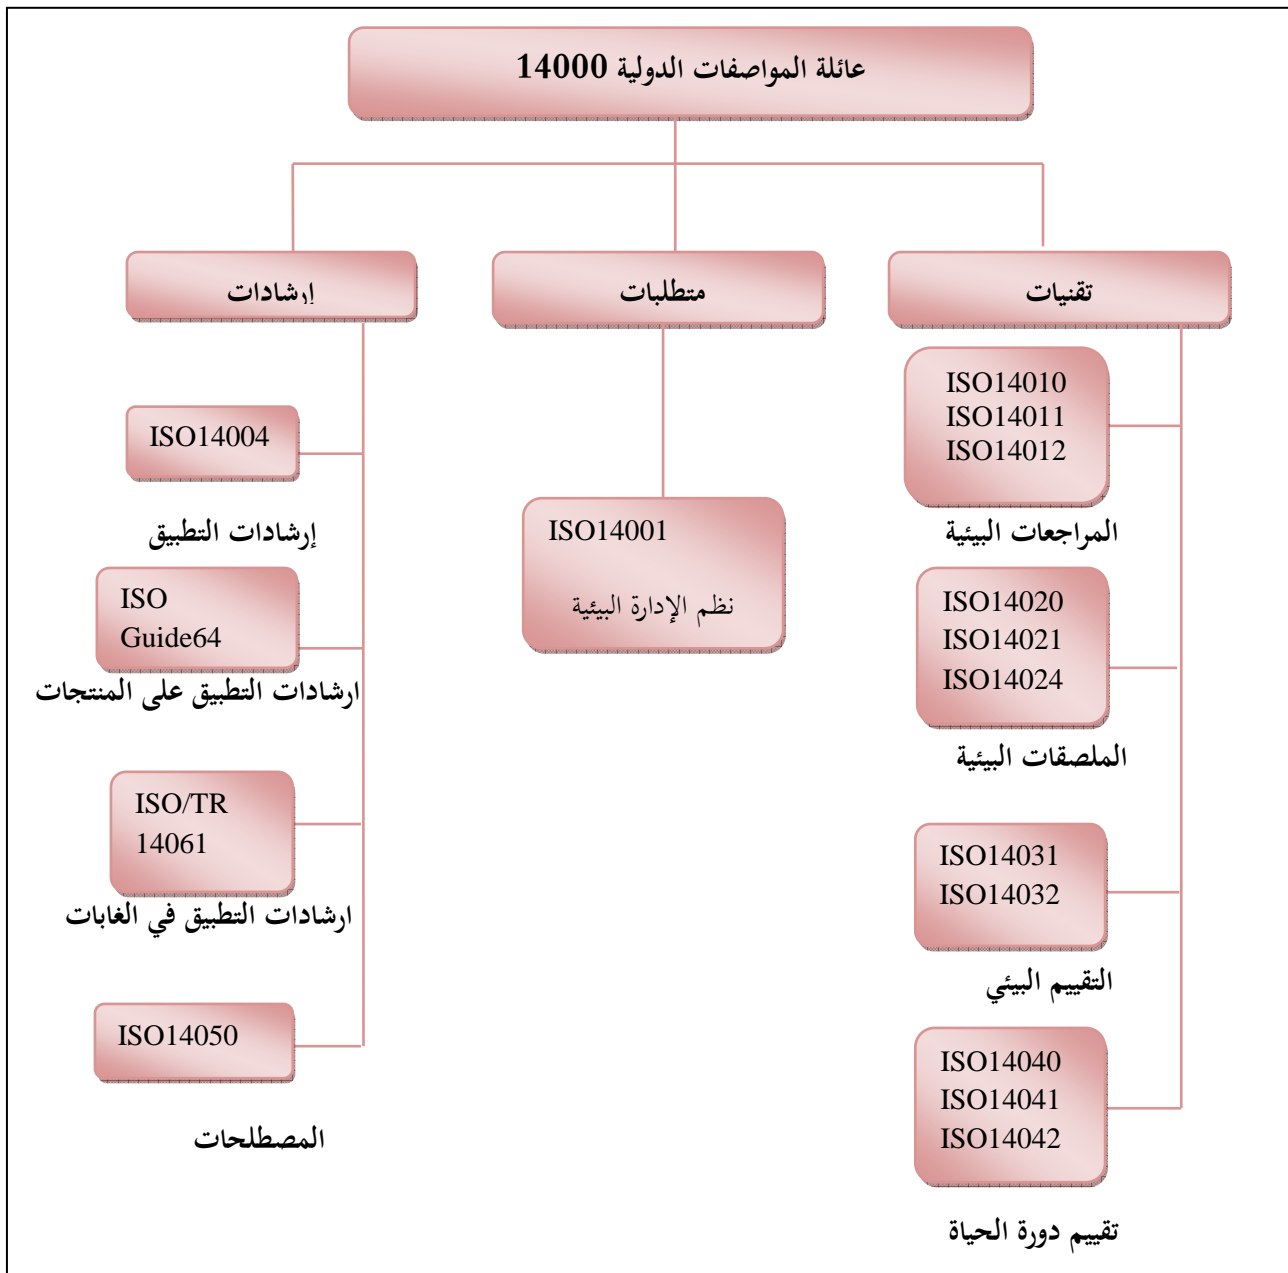 عائلة المواصفات الدولية 14000
تقنيات
متطلبات
إرشادات
ISO14010
ISO14011
ISO14012
المراجعات البيئية
ISO14020
ISO14021
ISO14024
الملصقات البيئية
ISO14031
ISO14032
التقييم البيئي
ISO14040
ISO14041
ISO14042
تقييم دورة الحياة
ISO14001
نظم الإدارة البيئية
ISO14004
إرشادات التطبيق
ISO
Guide64
ارشادات التطبيق على المنتجات
ISO/TR
14061
ارشادات التطبيق في الغابات
ISO14050
المصطلحات